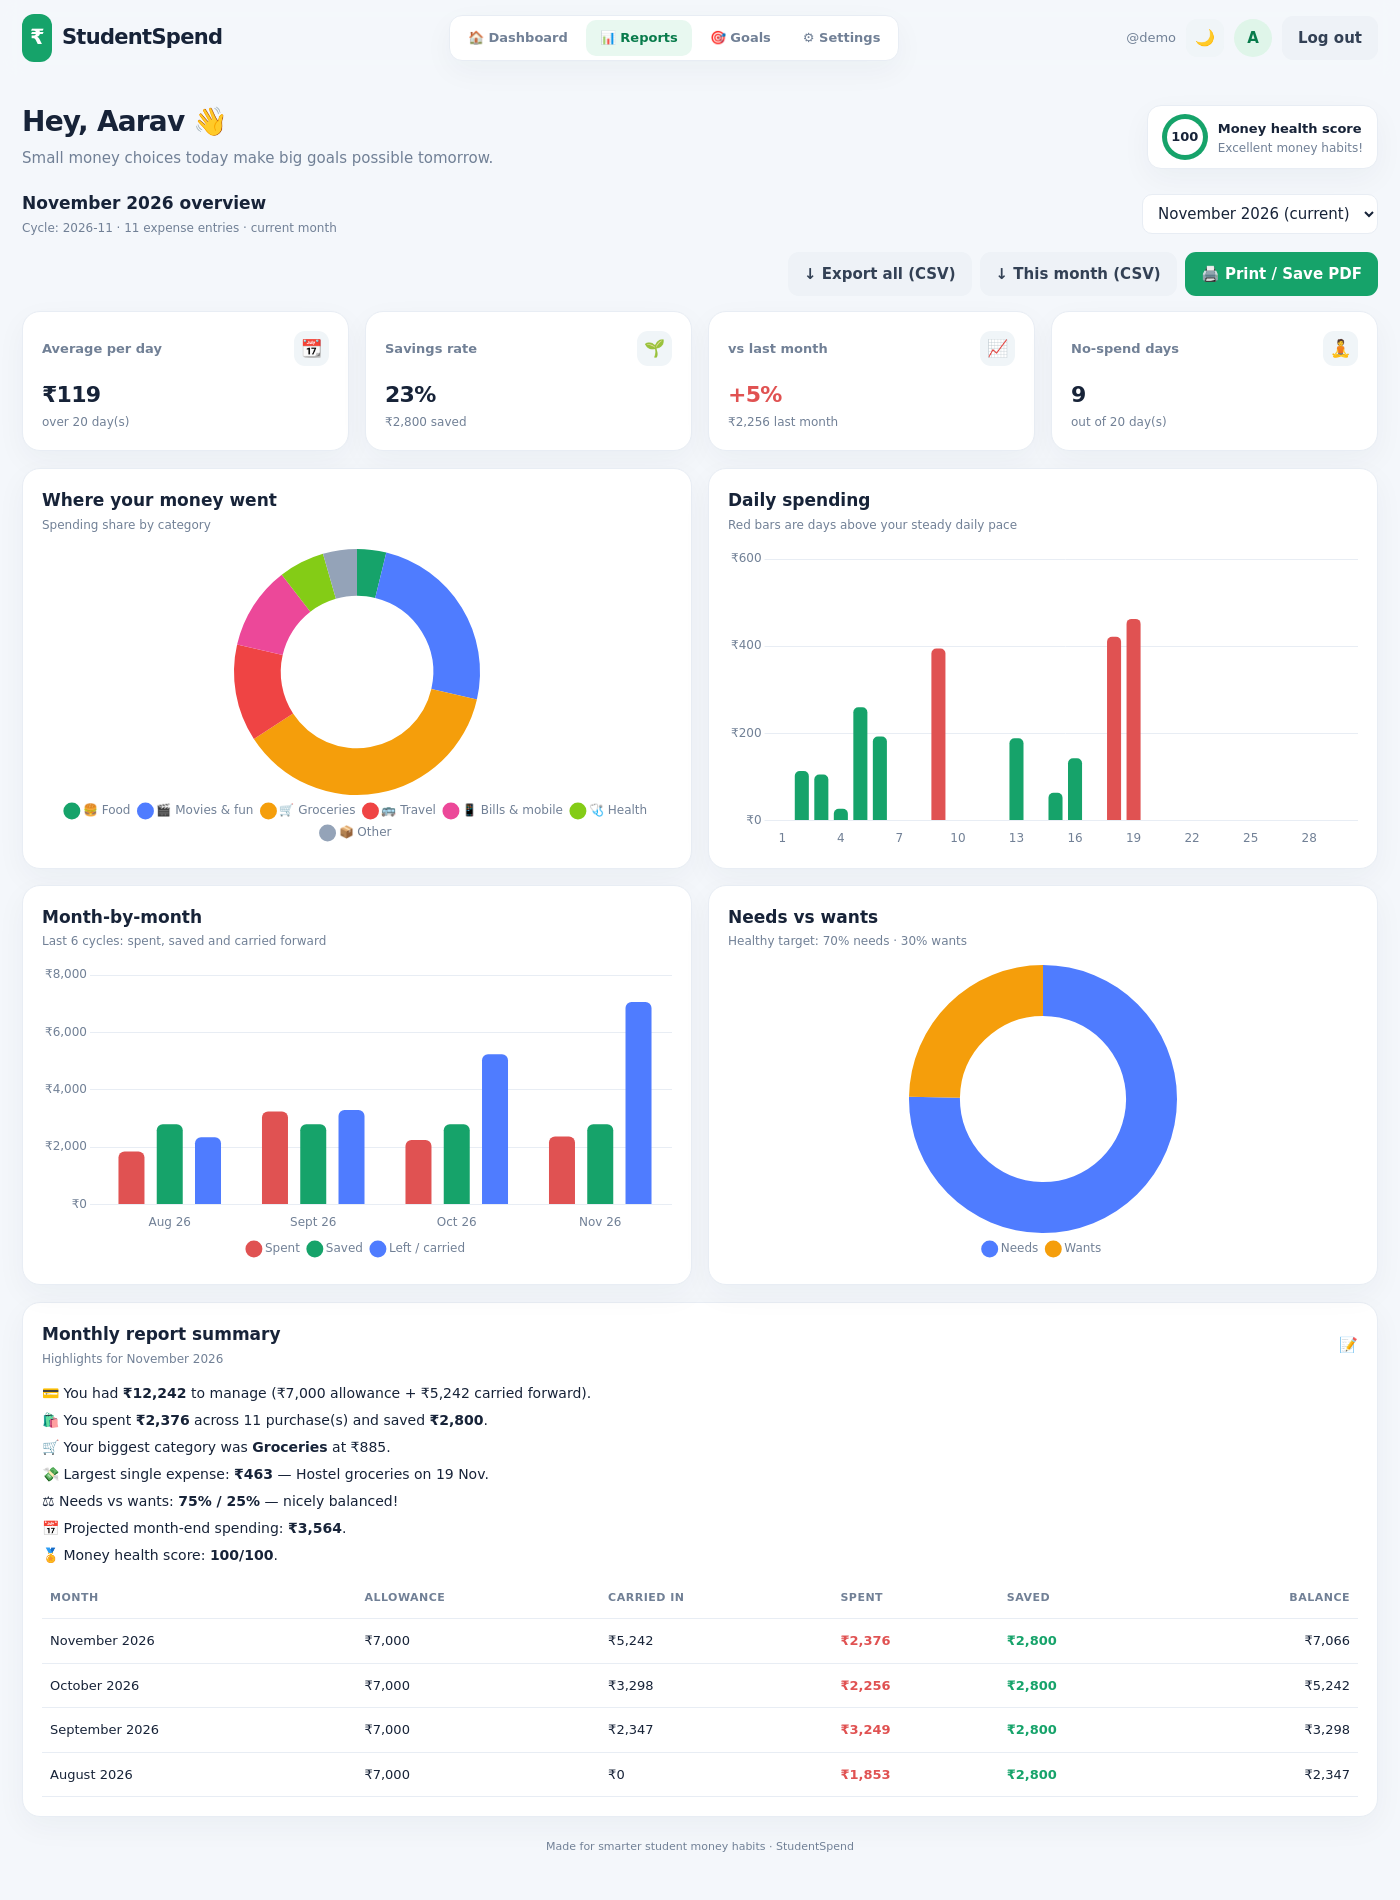 ₹ StudentSpend
🏠 Dashboard 📊 Reports 🎯 Goals ⚙ Settings
@demo 🌙 A Log out
Hey, Aarav 👋
Small money choices today make big goals possible tomorrow.
100 Money health score
Excellent money habits!
November 2026 overview
Cycle: 2026-11 · 11 expense entries · current month
November 2026 (current)
↓ Export all (CSV) ↓ This month (CSV) 🖨️ Print / Save PDF
Average per day 📆
₹119
over 20 day(s)
Savings rate 🌱
23%
₹2,800 saved
vs last month 📈
+5%
₹2,256 last month
No-spend days 🧘
9
out of 20 day(s)
Where your money went
Spending share by category
🍔 Food 🎬 Movies & fun 🛒 Groceries 🚌 Travel 📱 Bills & mobile 🩺 Health
📦 Other
Daily spending
Red bars are days above your steady daily pace
₹600
₹400
₹200
₹0
1 4 7 10 13 16 19 22 25 28
Month-by-month
Last 6 cycles: spent, saved and carried forward
₹8,000
₹6,000
₹4,000
₹2,000
₹0
Aug 26 Sept 26 Oct 26 Nov 26
Spent Saved Left / carried
Needs vs wants
Healthy target: 70% needs · 30% wants
Needs Wants
Monthly report summary 📝
Highlights for November 2026
💳 You had ₹12,242 to manage (₹7,000 allowance + ₹5,242 carried forward).
🛍️ You spent ₹2,376 across 11 purchase(s) and saved ₹2,800.
🛒 Your biggest category was Groceries at ₹885.
💸 Largest single expense: ₹463 — Hostel groceries on 19 Nov.
⚖ Needs vs wants: 75% / 25% — nicely balanced!
📅 Projected month-end spending: ₹3,564.
🏅 Money health score: 100/100.
MONTH ALLOWANCE CARRIED IN SPENT SAVED BALANCE
November 2026 ₹7,000 ₹5,242 ₹2,376 ₹2,800 ₹7,066
October 2026 ₹7,000 ₹3,298 ₹2,256 ₹2,800 ₹5,242
September 2026 ₹7,000 ₹2,347 ₹3,249 ₹2,800 ₹3,298
August 2026 ₹7,000 ₹0 ₹1,853 ₹2,800 ₹2,347
Made for smarter student money habits · StudentSpend